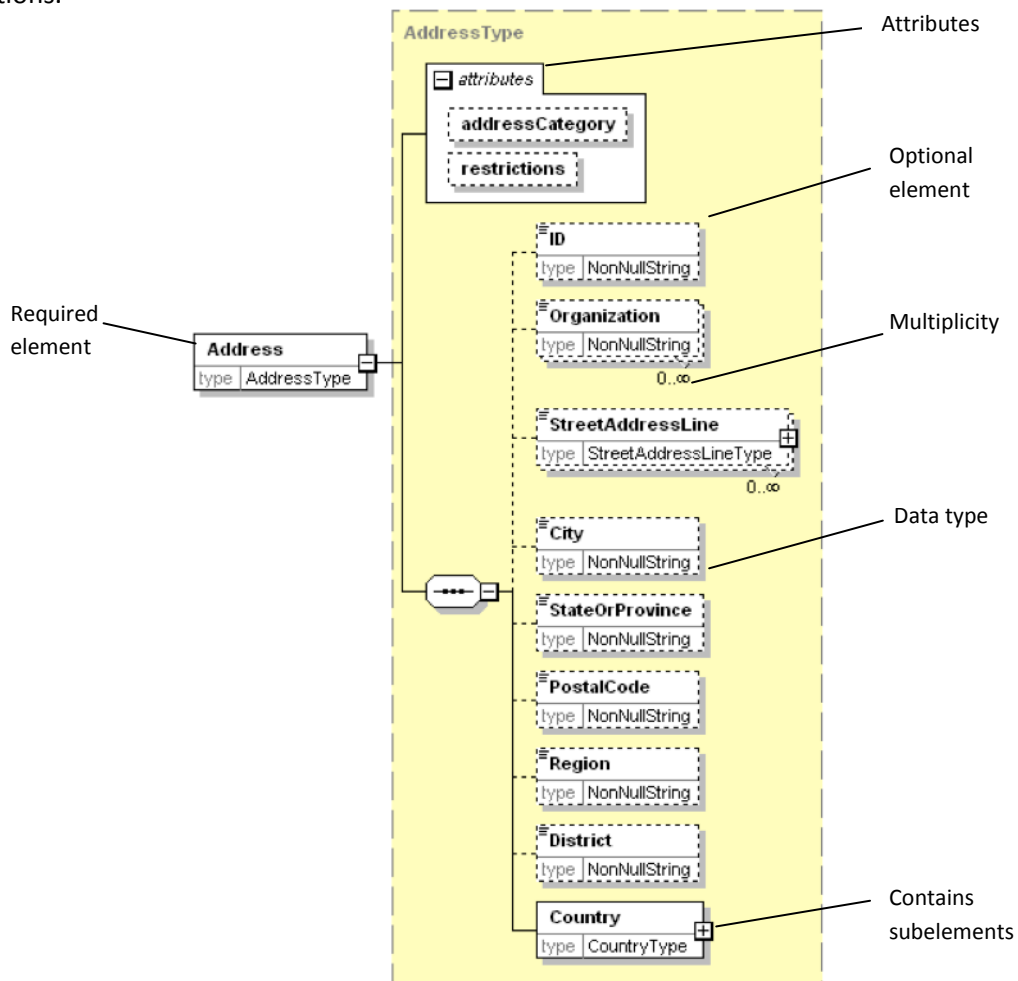 tions.
AddressType
Attributes
attributes
addressCategory
restrictions
Optional
element
ID
type NonNullString
Organization
type NonNullString
0..∞
Multiplicity
Required
element
Address
type AddressType
StreetAddressLine
type StreetAddressLineType
0..∞
City
type NonNullString
Data type
StateOrProvince
type NonNullString
PostalCode
type NonNullString
Region
type NonNullString
District
type NonNullString
Country
type CountryType
Contains
subelements